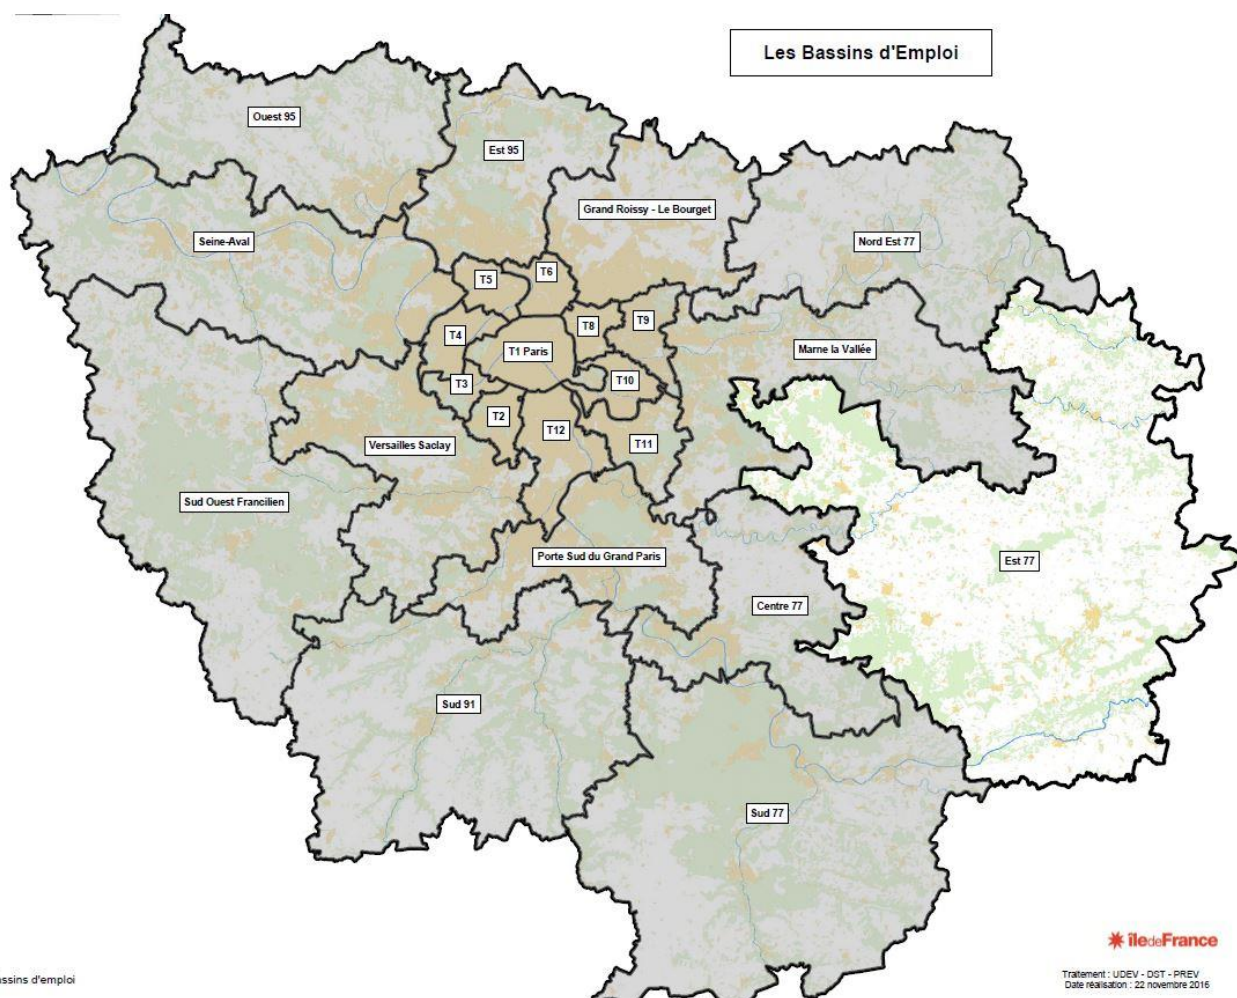 Les Bassins d'Emploi
Ouest 95
Est 95
Grand Roissy - Le Bourget
Seine-Aval
Nord Est 77
T6
T5
T8
T9
T4
T1 Paris
Marne la Vallée
T3
T10
T2
T12
T11
Versailles Saclay
Sud Ouest Francilien
Porte Sud du Grand Paris
Est 77
Centre 77
Sud 91
Sud 77
îledeFrance
ssins d'emploi
Traitement : UDEV - DST - PREV
Date réalisation : 22 novembre 2016